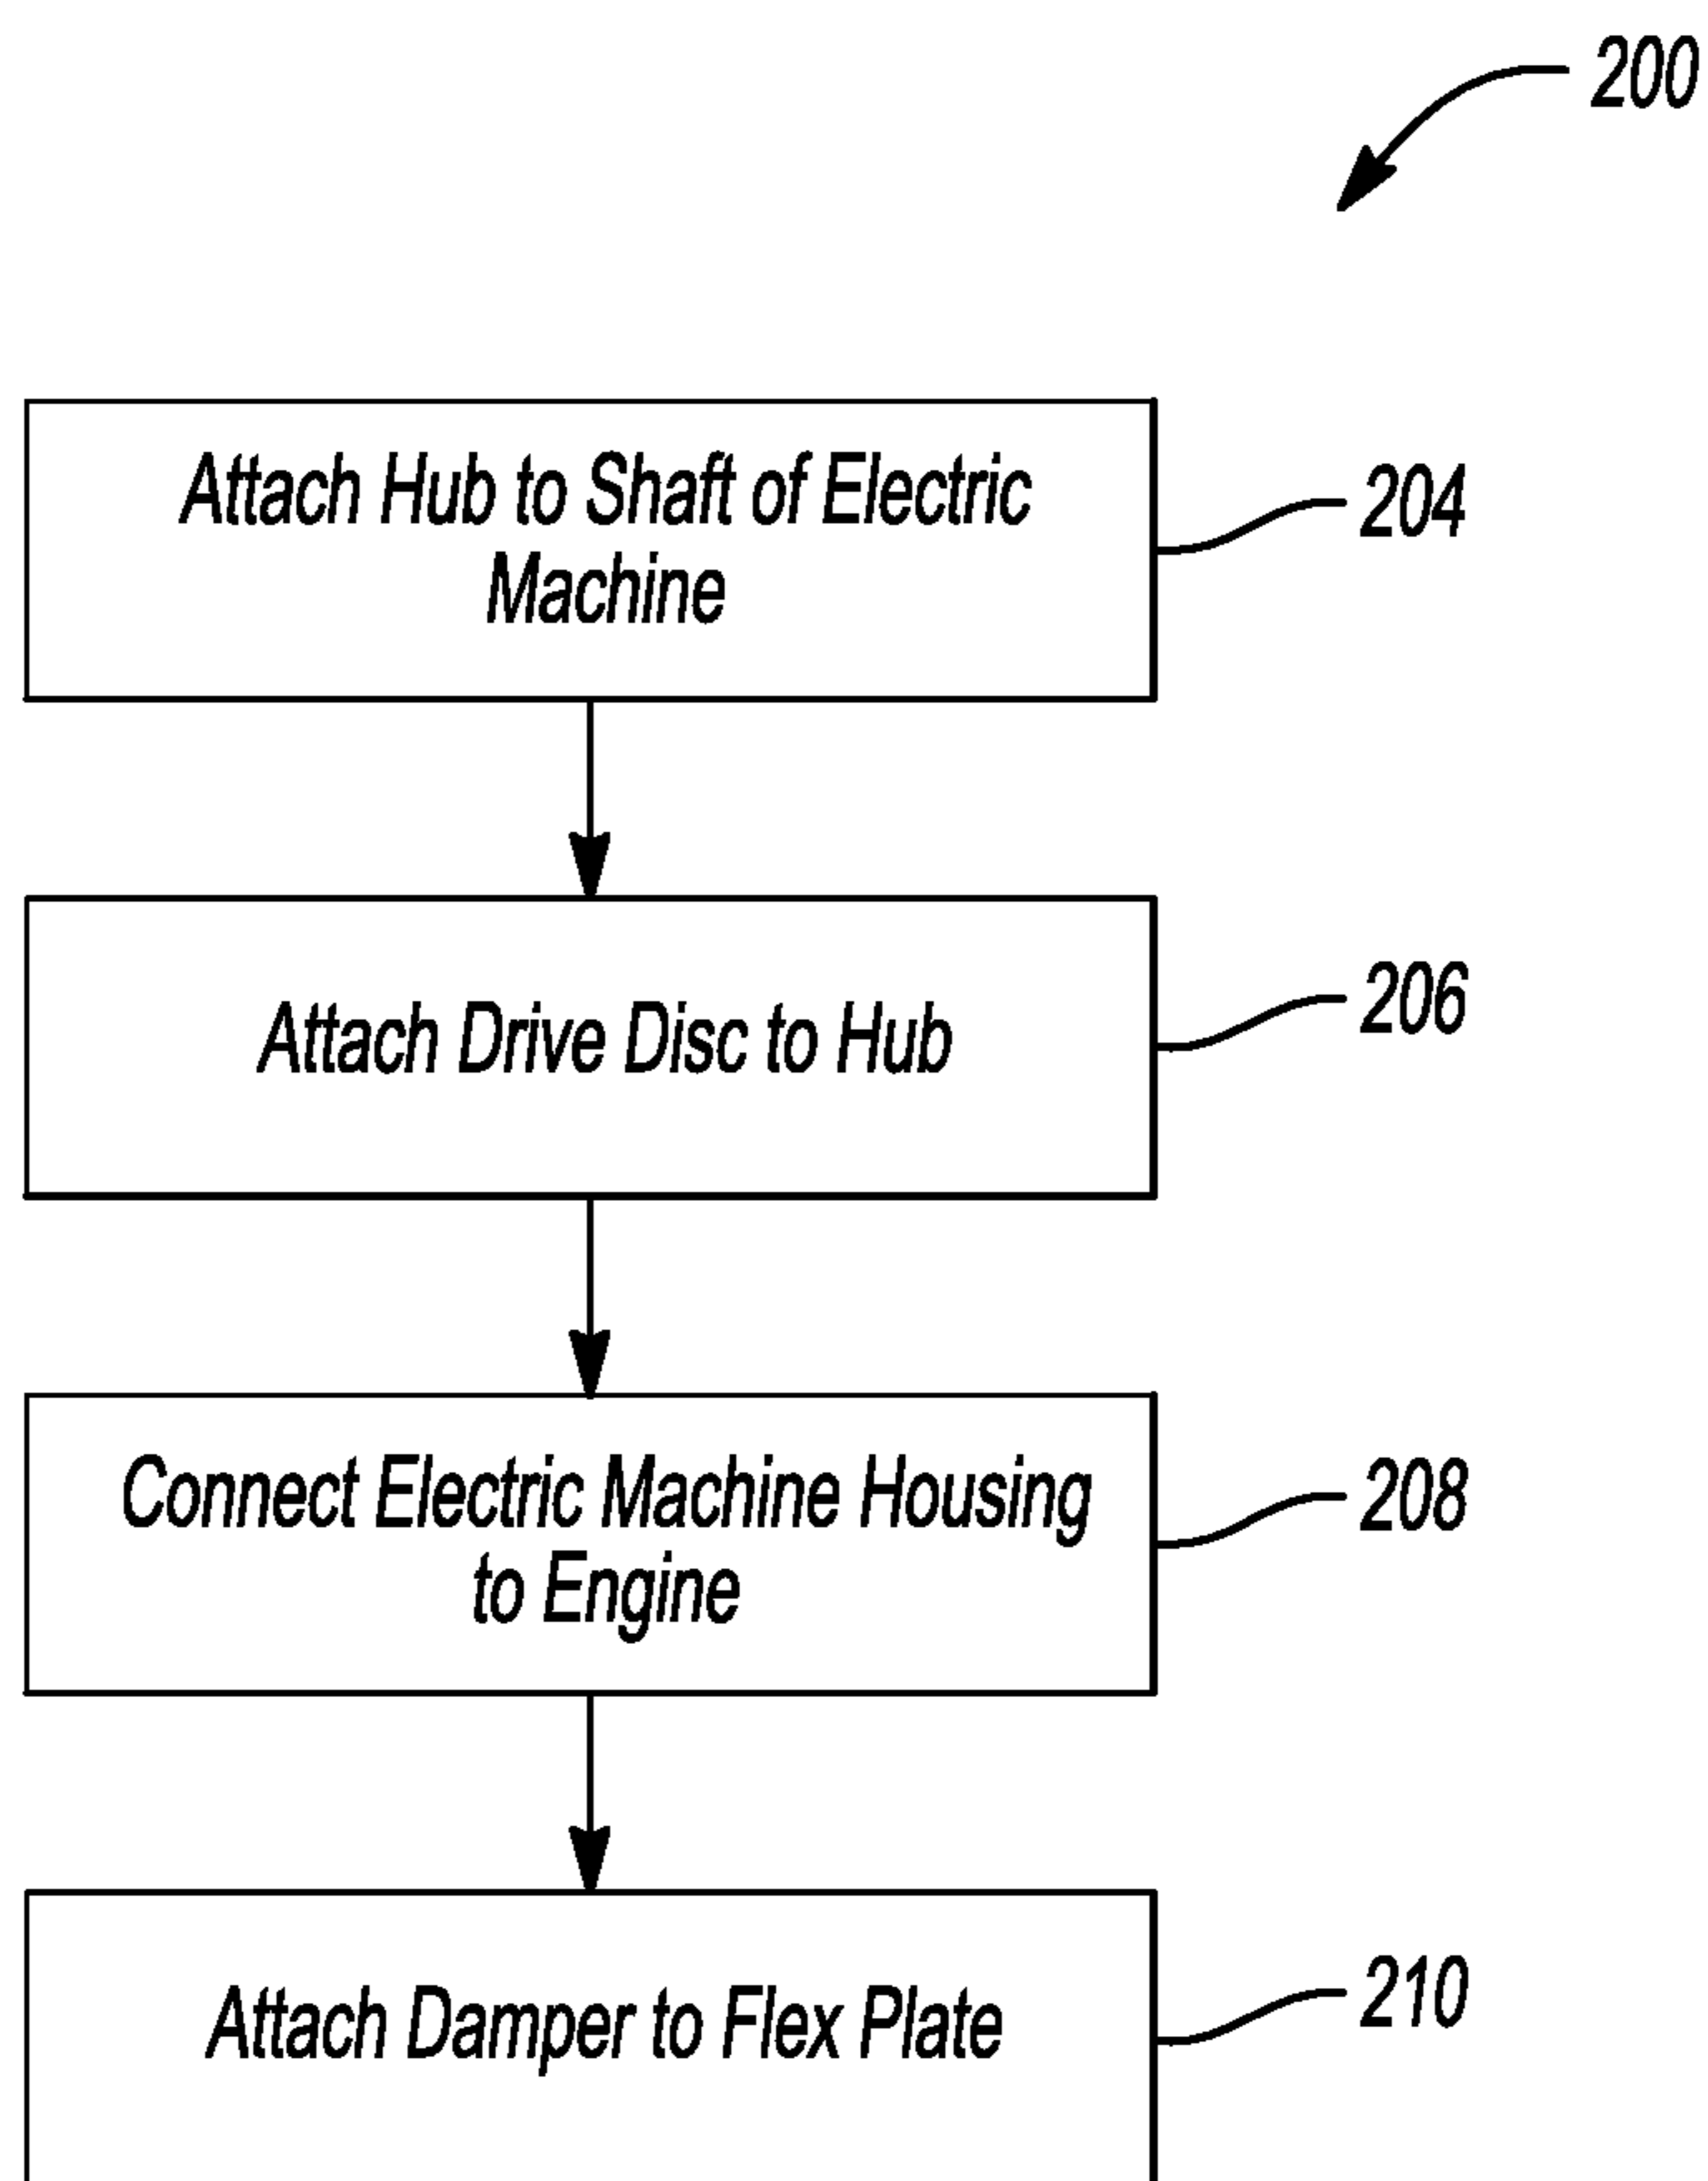 200
Attach Hub to Shaft of Electric
Machine
204
Attach Drive Disc to Hub
206
Connect Electric Machine Housing
to Engine
208
Attach Damper to Flex Plate
210